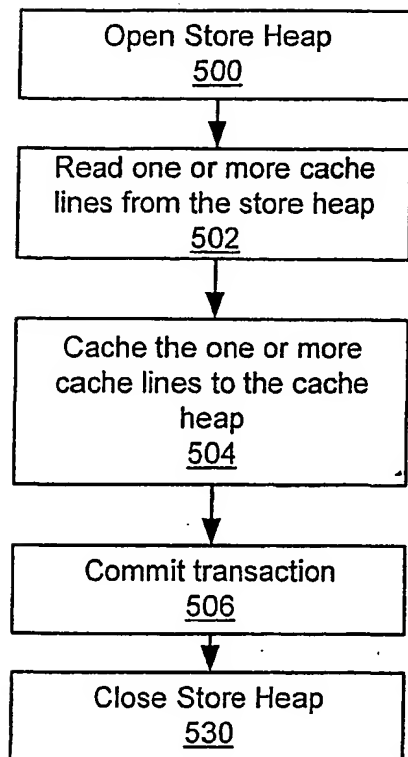 Open Store Heap
500
Read one or more cache
lines from the store heap
502
Cache the one or more
cache lines to the cache
heap
504
Commit transaction
506
Close Store Heap
530